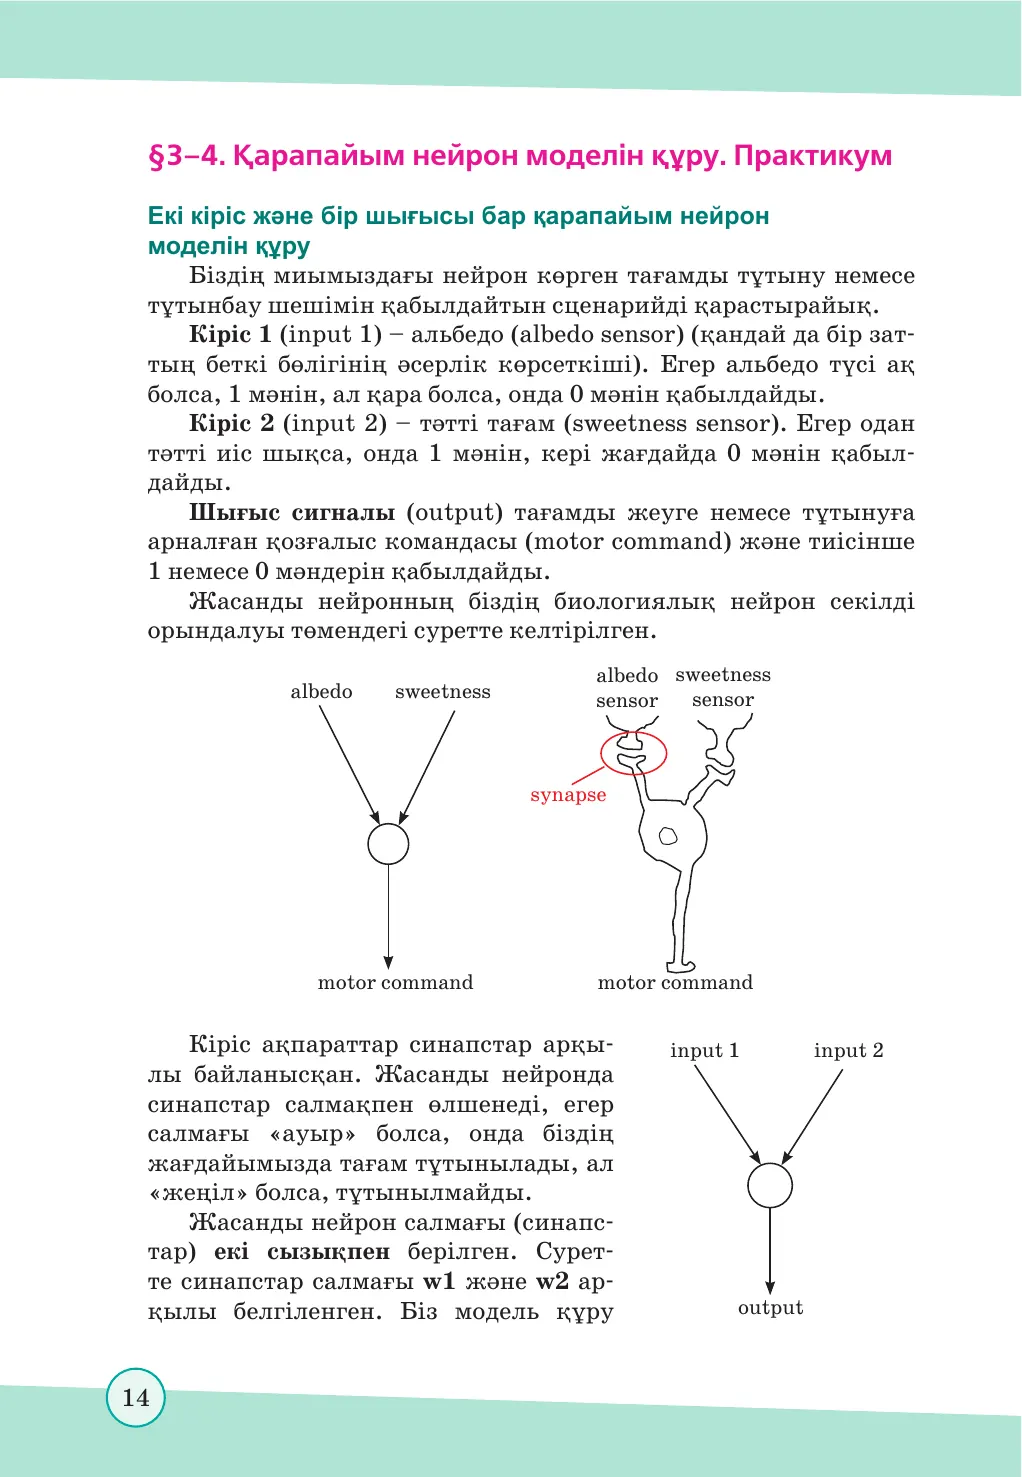 §3–4. Қарапайым нейрон моделін құру. Практикум
Екі кіріс және бір шығысы бар қарапайым нейрон
моделін құру
Біздің миымыздағы нейрон көрген тағамды тұтыну немесе
тұтынбау шешімін қабылдайтын сценарийді қарастырайық.
Кіріс 1 (input 1) – альбедо (albedo sensor) (қандай да бір зат-
тың беткі бөлігінің әсерлік көрсеткіші). Егер альбедо түсі ақ
болса, 1 мәнін, ал қара болса, онда 0 мәнін қабылдайды.
Кіріс 2 (input 2) – тәтті тағам (sweetness sensor). Егер одан
тәтті иіс шықса, онда 1 мәнін, кері жағдайда 0 мәнін қабыл-
дайды.
Шығыс сигналы (output) тағамды жеуге немесе тұтынуға
арналған қозғалыс командасы (motor command) және тиісінше
1 немесе 0 мәндерін қабылдайды.
Жасанды нейронның біздің биологиялық нейрон секілді
орындалуы төмендегі суретте келтірілген.
albedo sweetness
albedo sweetness
sensor sensor
synapse
motor command motor command
Кіріс ақпараттар синапстар арқы-
лы байланысқан. Жасанды нейронда
синапстар салмақпен өлшенеді, егер
салмағы «ауыр» болса, онда біздің
жағдайымызда тағам тұтынылады, ал
«жеңіл» болса, тұтынылмайды.
Жасанды нейрон салмағы (синапс-
тар) екі сызықпен берілген. Сурет-
те синапстар салмағы w1 және w2 ар-
қылы белгіленген. Біз модель құру
input 1 input 2
output
14